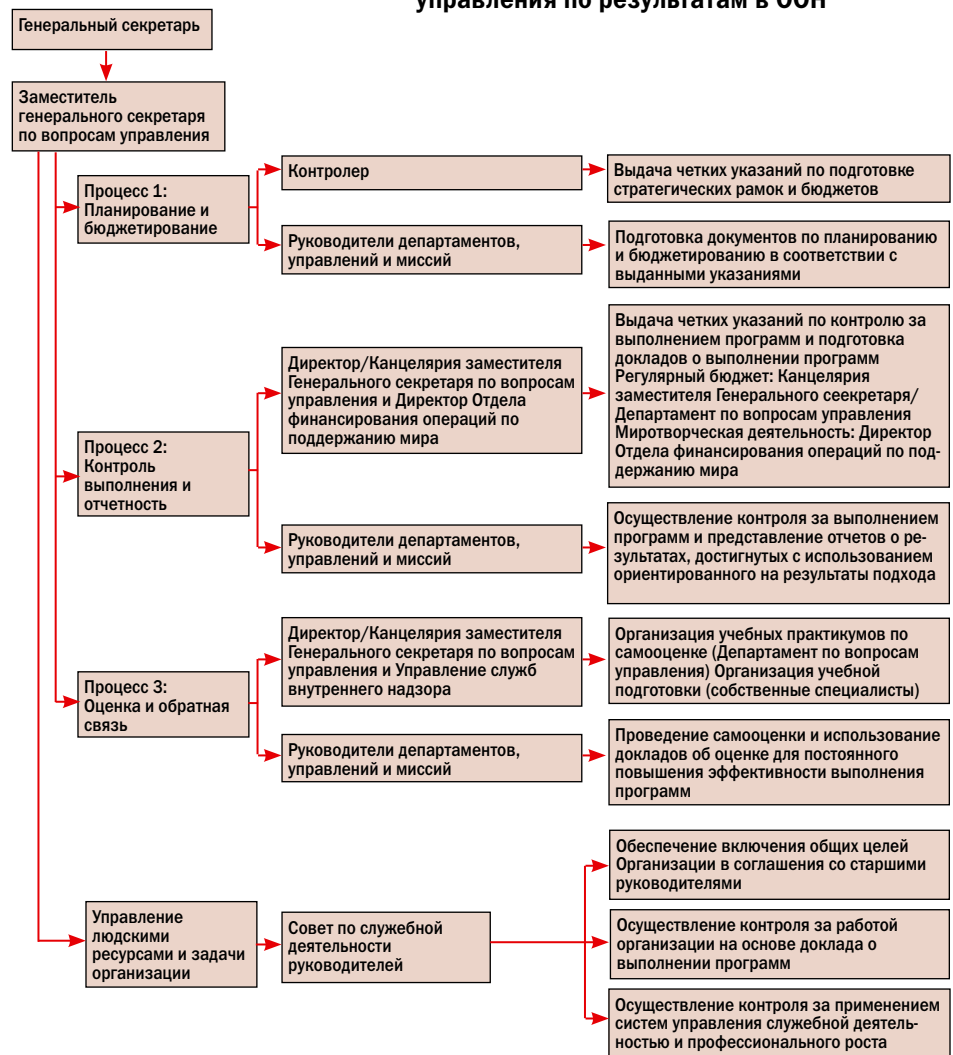 управления по результатам в ООН
Генеральный секретарь
Заместитель
генерального секретаря
по вопросам управления
Процесс 1:
Планирование и
бюджетирование
Контролер
Выдача четких указаний по подготовке
стратегических рамок и бюджетов
Руководители департаментов,
управлений и миссий
Подготовка документов по планированию
и бюджетированию в соответствии с
выданными указаниями
Процесс 2:
Контроль
выполнения и
отчетность
Директор/Канцелярия заместителя
Генерального секретаря по вопросам
управления и Директор Отдела
финансирования операций по
поддержанию мира
Выдача четких указаний по контролю за
выполнением программ и подготовка
докладов о выполнении программ
Регулярный бюджет: Канцелярия
заместителя Генерального сеекретаря/
Департамент по вопросам управления
Миротворческая деятельность: Директор
Отдела финансирования операций по под-
держанию мира
Руководители департаментов,
управлений и миссий
Осуществление контроля за выполнением
программ и представление отчетов о ре-
зультатах, достигнутых с использованием
ориентированного на результаты подхода
Процесс 3:
Оценка и обратная
связь
Директор/Канцелярия заместителя
Генерального секретаря по вопросам
управления и Управление служб
внутреннего надзора
Организация учебных практикумов по
самооценке (Департамент по вопросам
управления) Организация учебной
подготовки (собственные специалисты)
Руководители департаментов,
управлений и миссий
Проведение самооценки и использование
докладов об оценке для постоянного
повышения эффективности выполнения
программ
Управление
людскими
ресурсами и задачи
организации
Совет по служебной
деятельности
руководителей
Обеспечение включения общих целей
Организации в соглашения со старшими
руководителями
Осуществление контроля за работой
организации на основе доклада о
выполнении программ
Осуществление контроля за применением
систем управления служебной деятель-
ностью и профессионального роста